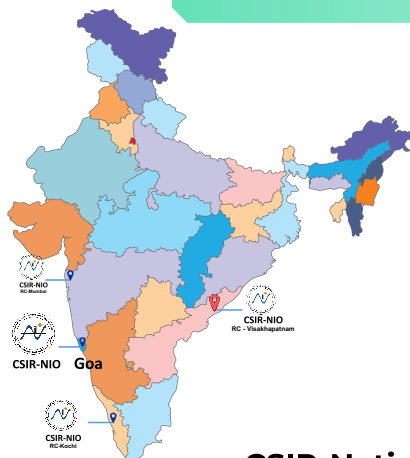 CSIR-NIO
RC-Mumbai
CSIR-NIO
RC - Visakhapatnam
CSIR-NIO
Goa
CSIR-NIO
RC-Kochi